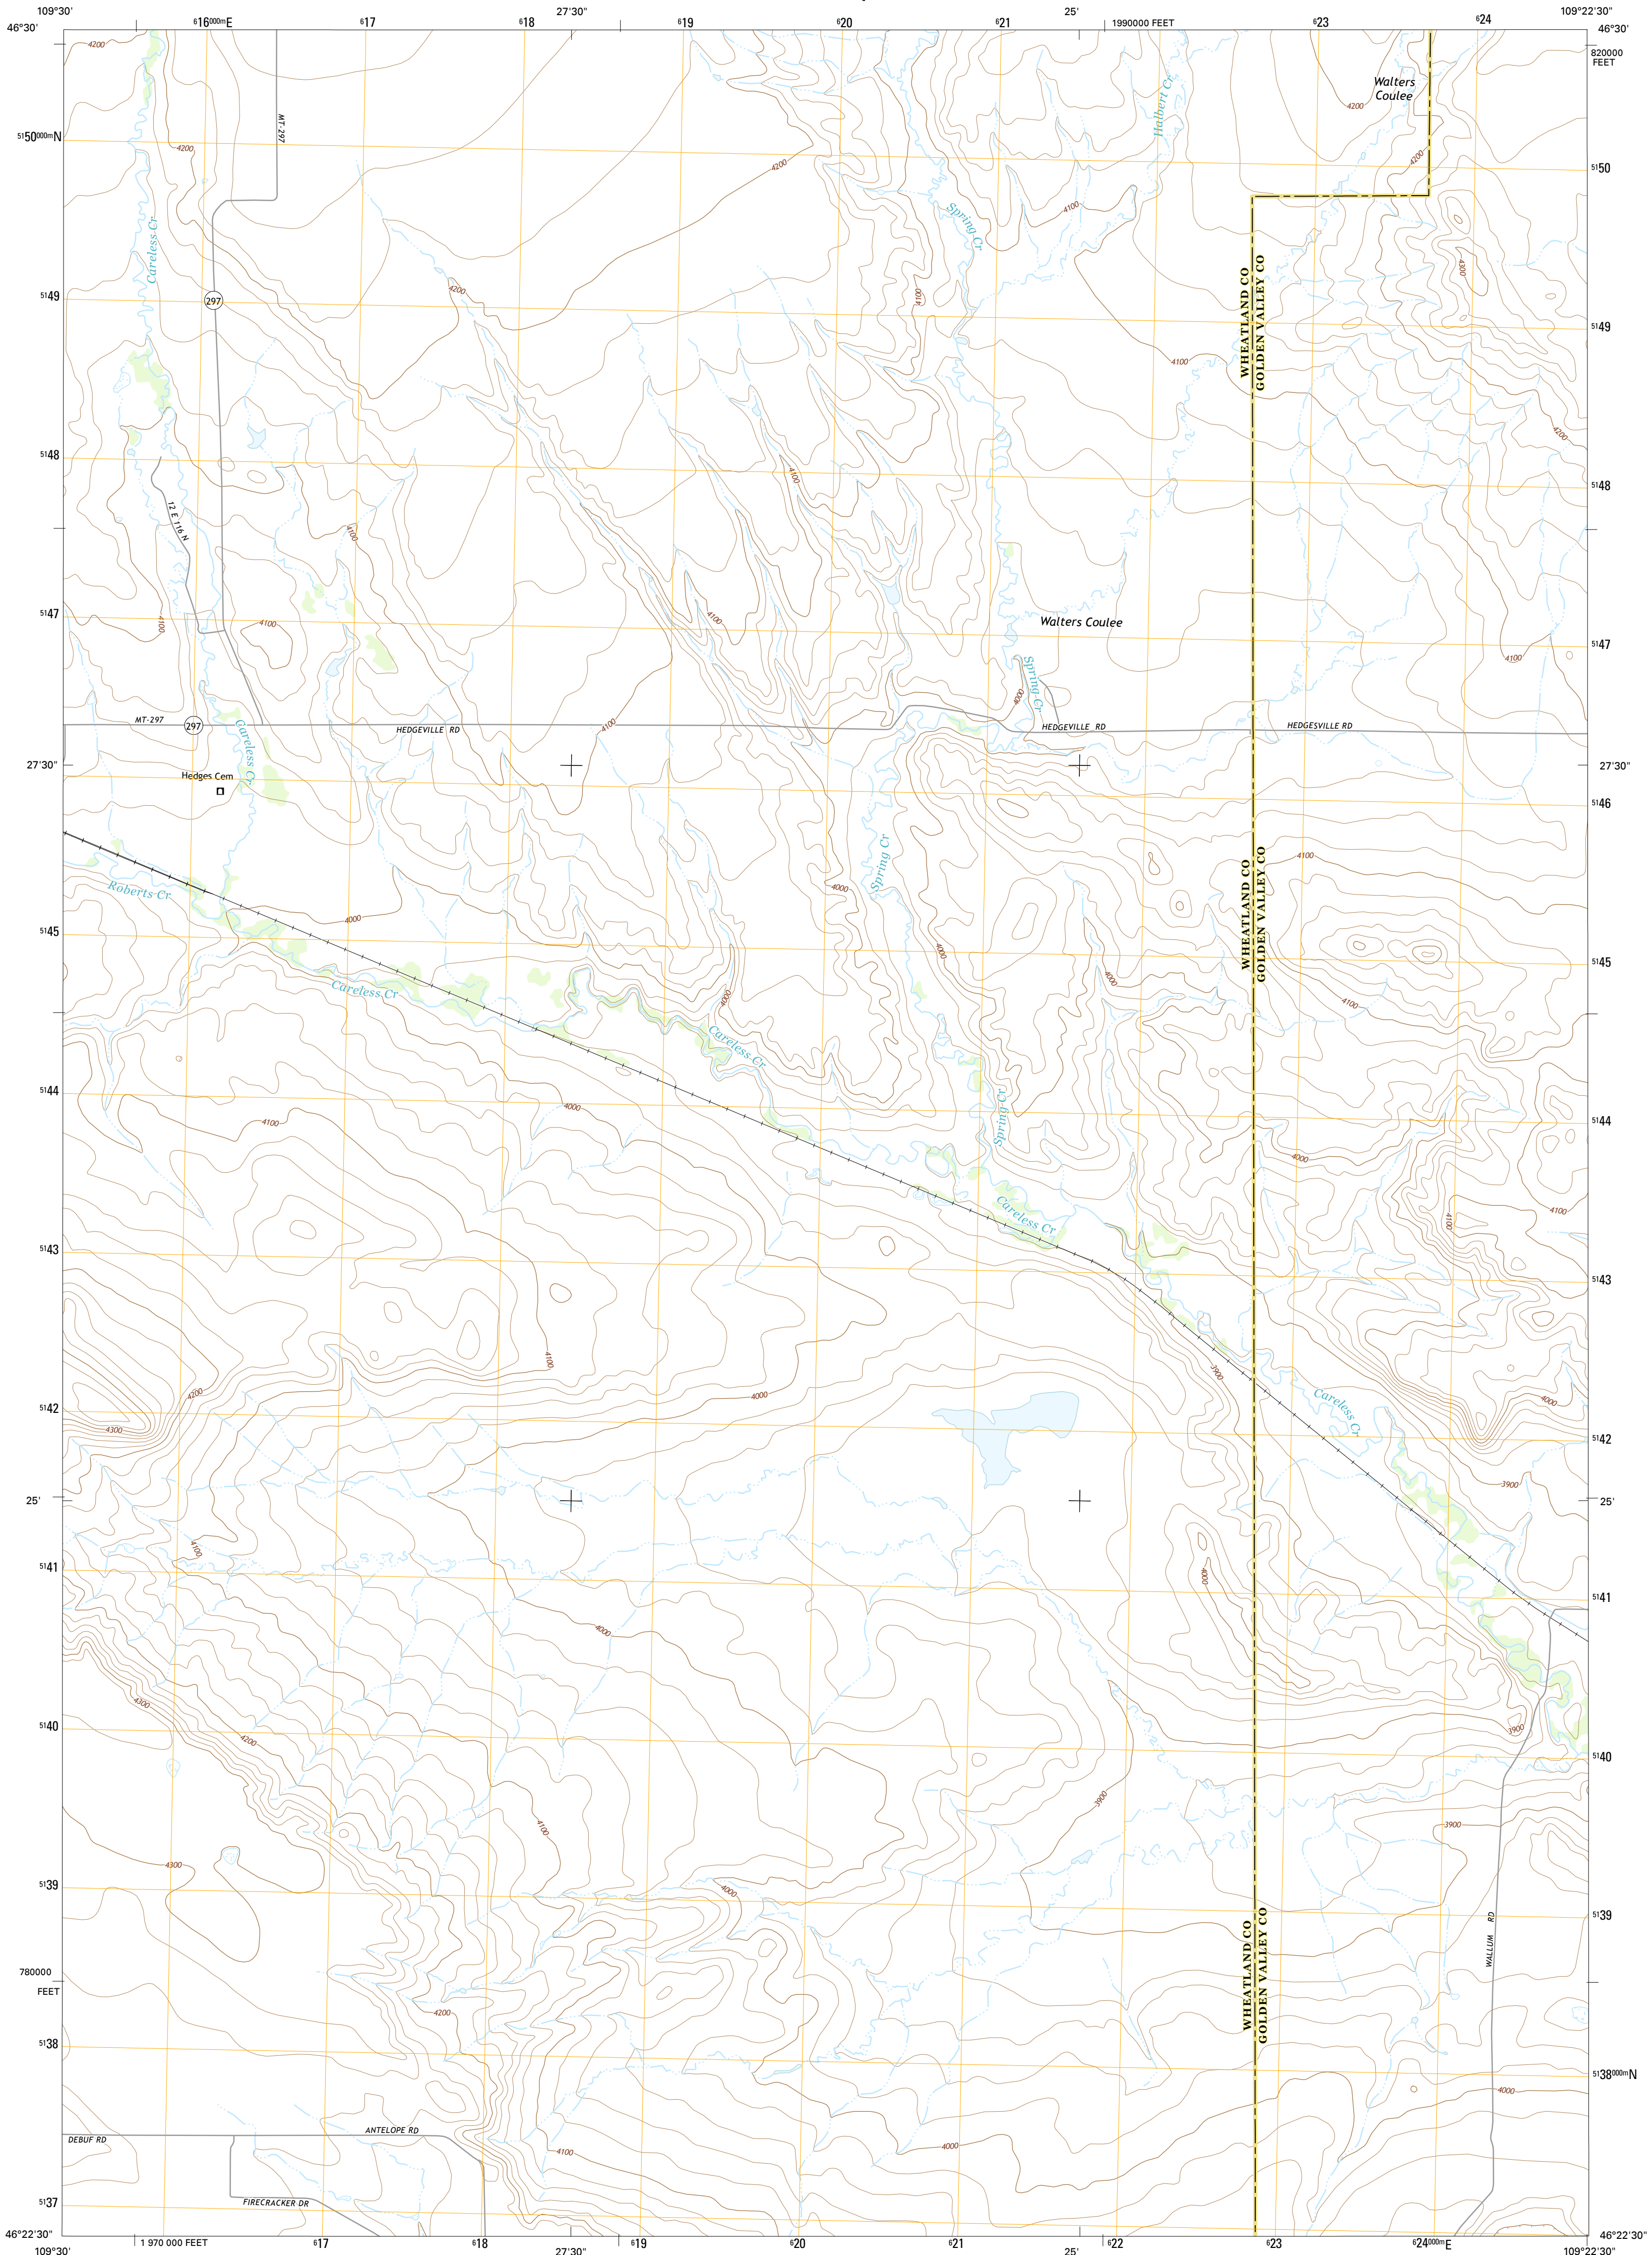 109°30' 616000mE 617 618 27'30" 619 620 621 25' 1990000 FEET 623 624 109°22'30"
46°30' 46°30'
820000
FEET
4200
Walters
Coulee
4200
Halbert Cr
MT-297
5150000mN
4200
4200
4200
5150
4100
Careless Cr
Spring Cr
4300
WHEATLAND CO
GOLDEN VALLEY CO
5149
297
4200
4100
5149
4100
4200
5148
4100
5148
12 E 116 N
4100
5147
4100
4100
4100
Walters Coulee
5147
4100
Spring Cr
4000
MT-297
297
HEDGEVILLE RD
4100
HEDGEVILLE RD
HEDGESVILLE RD
Careless Cr
27'30"
27'30"
Hedges Cem
5146
Spring Cr
WHEATLAND CO
GOLDEN VALLEY CO
4100
Roberts Cr
4000
4000
5145
4000
5145
Careless Cr
4000
4000
4100
Careless Cr
5144
4000
4100
Spring Cr
5144
4000
4100
4100
Careless Cr
5143
5143
4100
3900
4200
4000
4000
Careless Cr
5142
4300
5142
3900
25'
25'
4100
5141
4000
5141
4000
4300
4200
5140
3900
5140
3900
4100
3900
4300
5139
4000
5139
WHEATLAND CO
GOLDEN VALLEY CO
WALLUM RD
780000
FEET
4200
5138
5138000mN
4000
ANTELOPE RD
DEBUF RD
4100
4000
5137
FIRECRACKER DR
46°22'30" 46°22'30"
109°30' 1 970 000 FEET 617 618 27'30" 619 620 621 25' 622 623 624000mE 109°22'30"